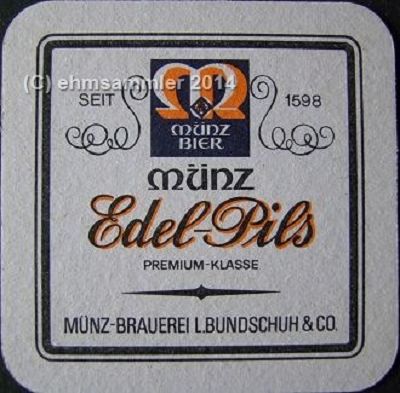 (C) ehmsammler 2014
SEIT 1598
MÜNZ
BIER
MÜNZ
Edel-Pils
PREMIUM-KLASSE
MÜNZ-BRAUEREI L.BUNDSCHUH & CO.